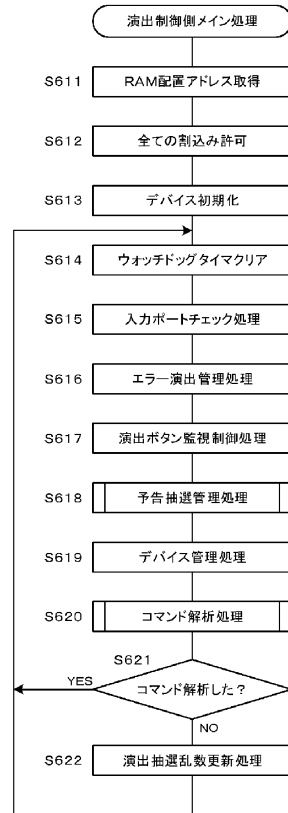 演出制御側メイン処理
S611 RAM配置アドレス取得
S612 全ての割込み許可
S613 デバイス初期化
S614 ウォッチドッグタイマクリア
S615 入力ポートチェック処理
S616 エラー演出管理処理
S617 演出ボタン監視制御処理
S618 予告抽選管理処理
S619 デバイス管理処理
S620 コマンド解析処理
S621
YES コマンド解析した？
NO
S622 演出抽選乱数更新処理